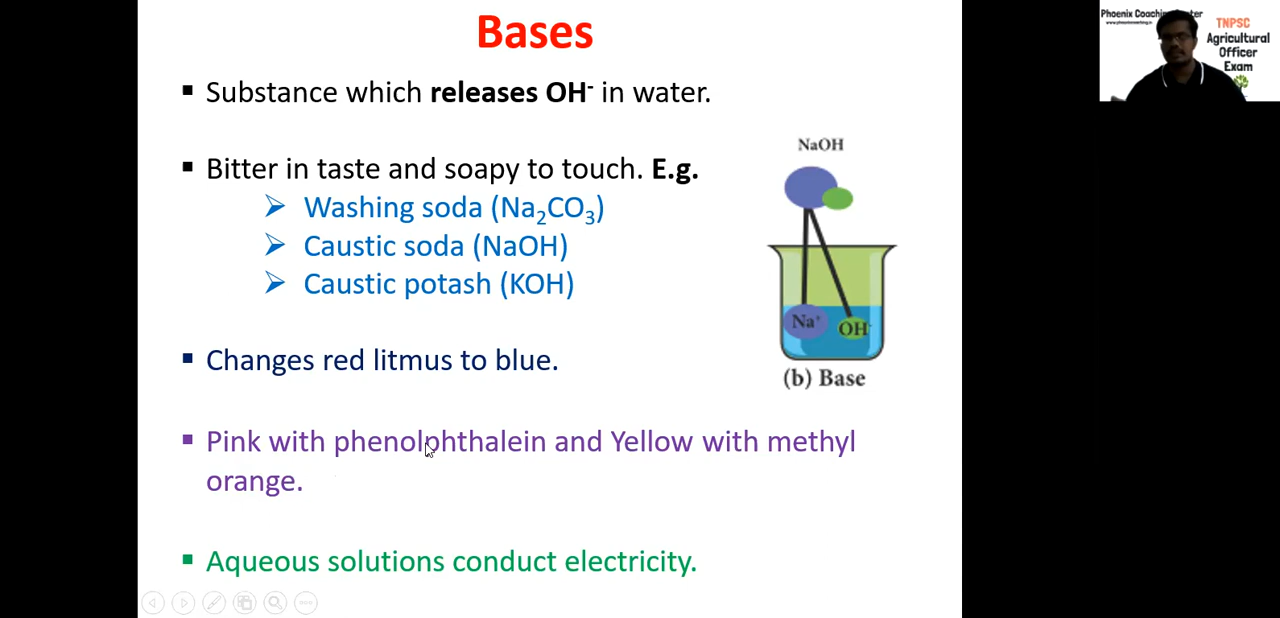 Bases
▪ Substance which releases OH⁻ in water.
▪ Bitter in taste and soapy to touch. E.g.
➢ Washing soda (Na₂CO₃)
➢ Caustic soda (NaOH)
➢ Caustic potash (KOH)
▪ Changes red litmus to blue.
▪ Pink with phenolphthalein and Yellow with methyl
orange.
▪ Aqueous solutions conduct electricity.
NaOH
Na⁺ OH⁻
(b) Base
Phoenix Coaching Center
TNPSC
Agricultural
Officer
Exam